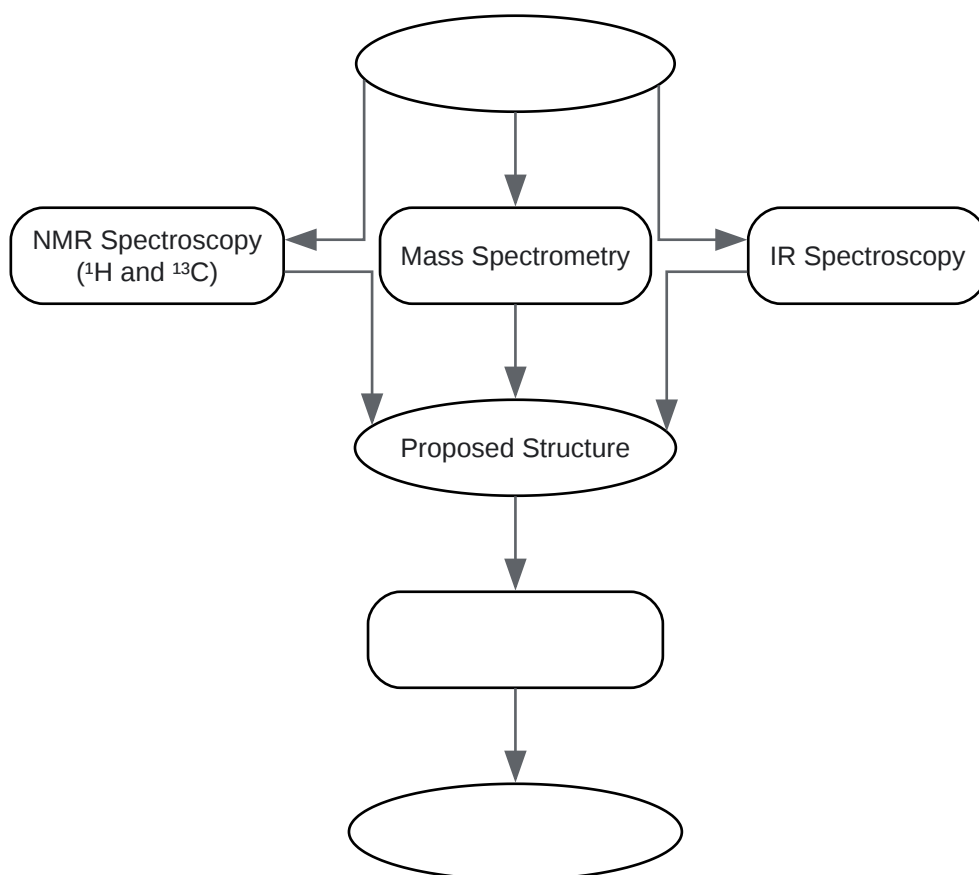 NMR Spectroscopy
(¹H and ¹³C)
Mass Spectrometry
IR Spectroscopy
Proposed Structure